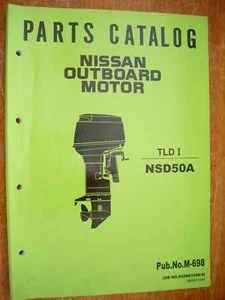 PARTS CATALOG
NISSAN
OUTBOARD
MOTOR
TLD I
NSD50A
Pub.No.M-698